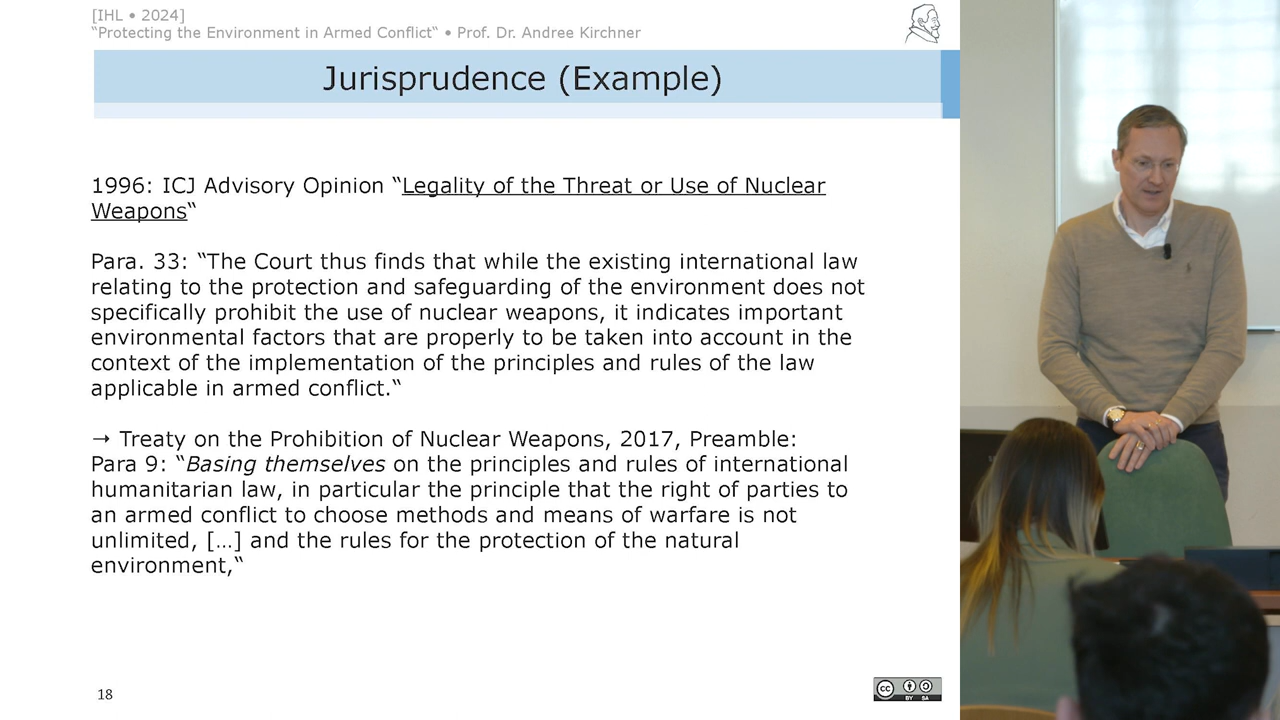 [IHL • 2024]
“Protecting the Environment in Armed Conflict“ • Prof. Dr. Andree Kirchner
Jurisprudence (Example)
1996: ICJ Advisory Opinion “Legality of the Threat or Use of Nuclear
Weapons“
Para. 33: “The Court thus finds that while the existing international law
relating to the protection and safeguarding of the environment does not
specifically prohibit the use of nuclear weapons, it indicates important
environmental factors that are properly to be taken into account in the
context of the implementation of the principles and rules of the law
applicable in armed conflict.“
→ Treaty on the Prohibition of Nuclear Weapons, 2017, Preamble:
Para 9: “Basing themselves on the principles and rules of international
humanitarian law, in particular the principle that the right of parties to
an armed conflict to choose methods and means of warfare is not
unlimited, […] and the rules for the protection of the natural
environment,“
18
cc
BY SA